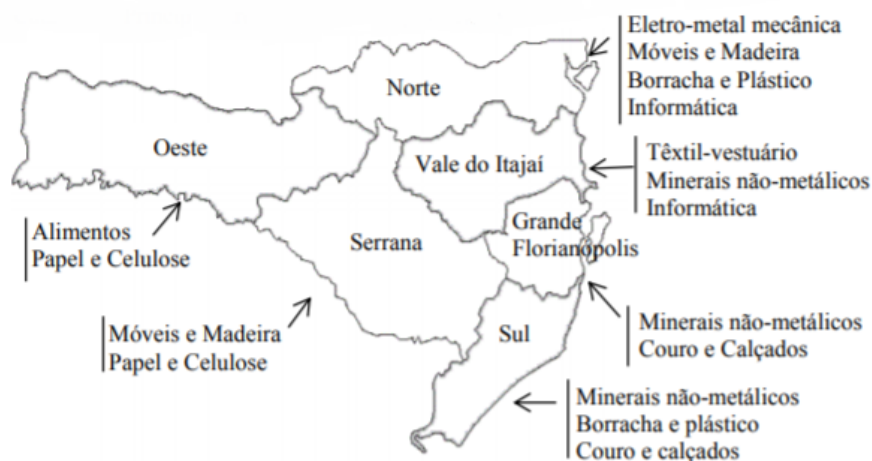 Eletro-metal mecânica
Móveis e Madeira
Borracha e Plástico
Informática
Norte
Oeste
Vale do Itajaí
Têxtil-vestuário
Minerais não-metálicos
Informática
Alimentos
Papel e Celulose
Serrana
Grande
Florianópolis
Móveis e Madeira
Papel e Celulose
Sul
Minerais não-metálicos
Couro e Calçados
Minerais não-metálicos
Borracha e plástico
Couro e calçados